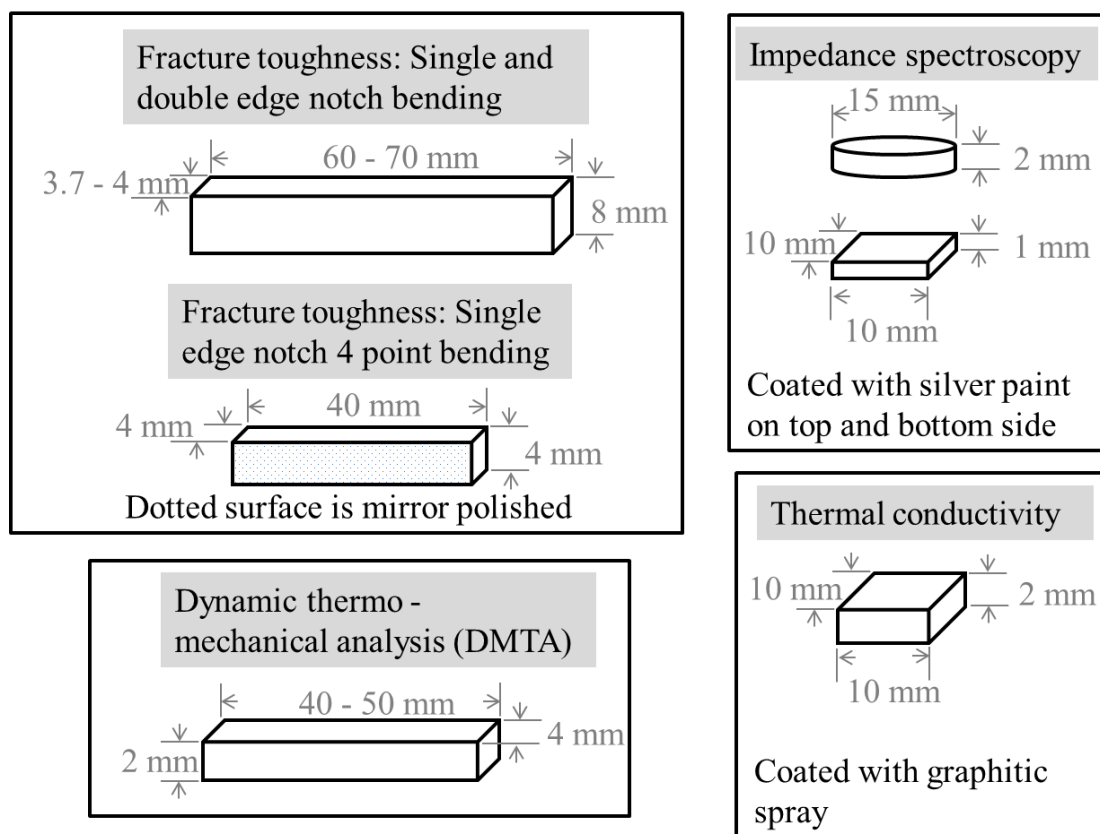 Fracture toughness: Single and
double edge notch bending
60 - 70 mm
3.7 - 4 mm
8 mm
Fracture toughness: Single
edge notch 4 point bending
40 mm
4 mm
4 mm
Dotted surface is mirror polished
Dynamic thermo -
mechanical analysis (DMTA)
40 - 50 mm
4 mm
2 mm
Impedance spectroscopy
15 mm
2 mm
10 mm
1 mm
10 mm
Coated with silver paint
on top and bottom side
Thermal conductivity
10 mm
2 mm
10 mm
Coated with graphitic
spray